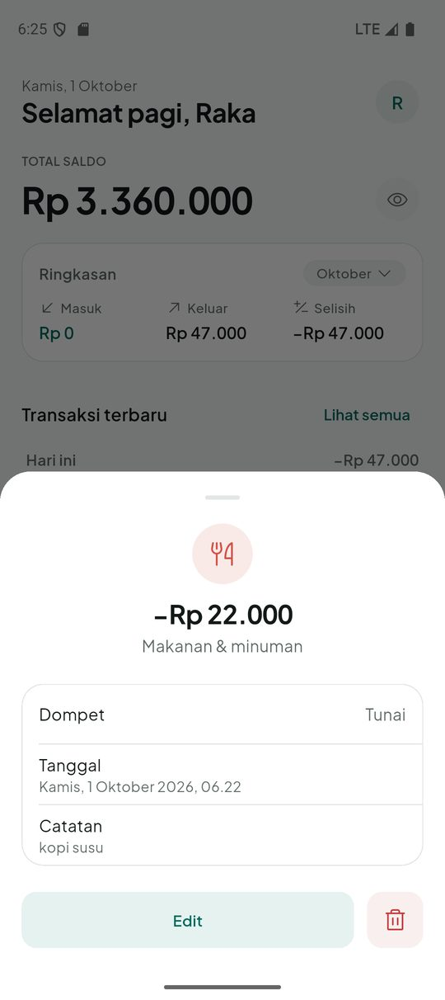 6:25
LTE
Kamis, 1 Oktober
Selamat pagi, Raka
R
TOTAL SALDO
Rp 3.360.000
Ringkasan
Oktober
Masuk
Keluar
Selisih
Rp 0
Rp 47.000
−Rp 47.000
Transaksi terbaru
Lihat semua
Hari ini
−Rp 47.000
−Rp 22.000
Makanan & minuman
Dompet
Tunai
Tanggal
Kamis, 1 Oktober 2026, 06.22
Catatan
kopi susu
Edit